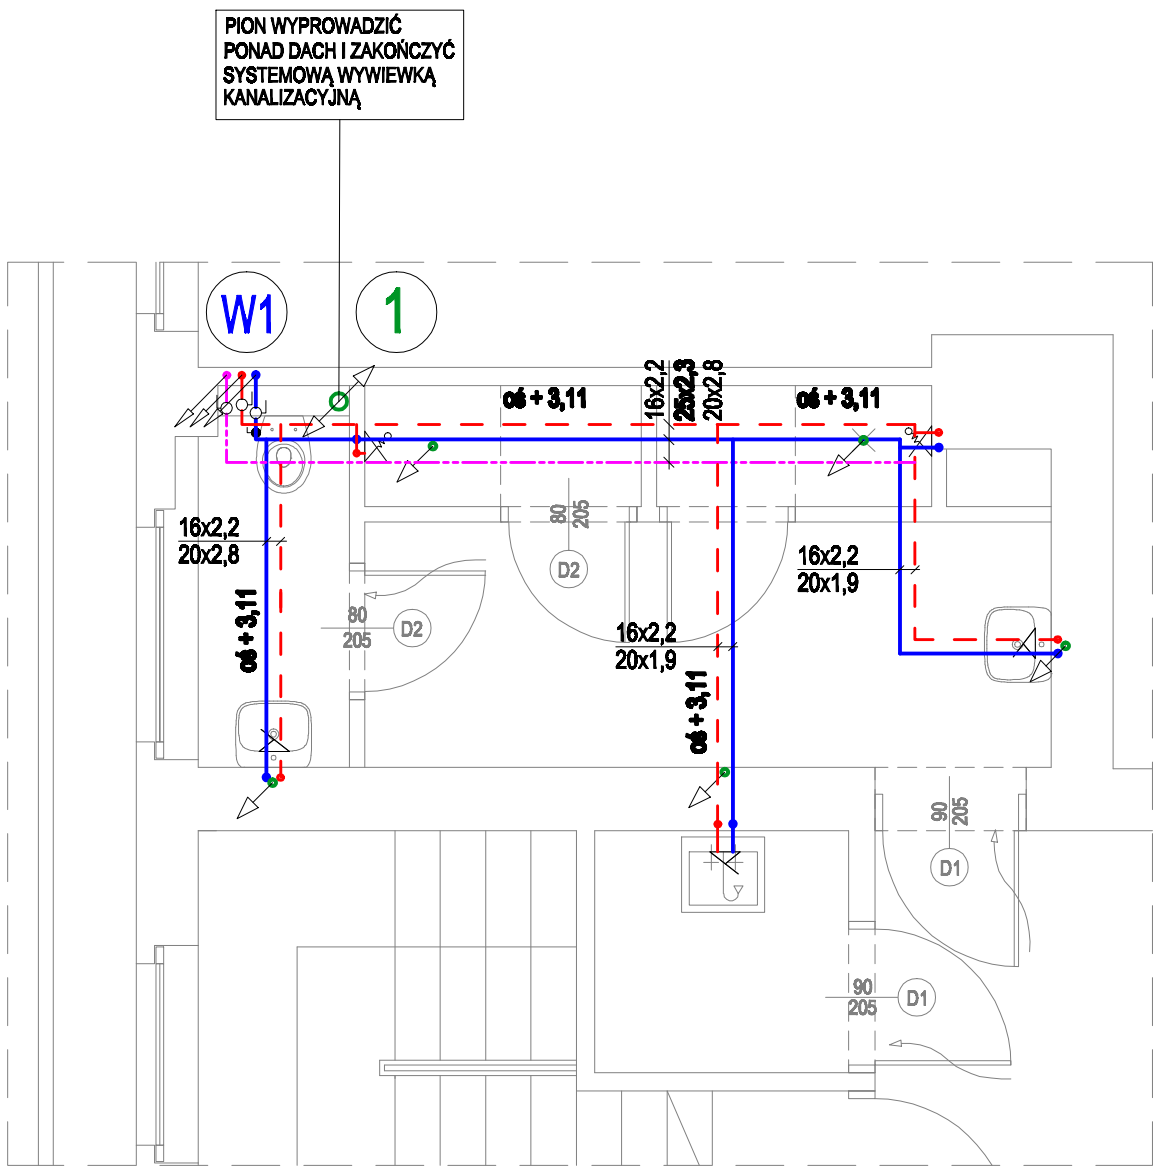 PION WYPROWADZIĆ
PONAD DACH I ZAKOŃCZYĆ
SYSTEMOWĄ WYWIEWKĄ
KANALIZACYJNĄ
W1
1
oś + 3,11
16x2,2
25x2,3
20x2,8
oś + 3,11
16x2,2
20x2,8
oś + 3,11
80
205
D2
80
205
D2
16x2,2
20x1,9
oś + 3,11
16x2,2
20x1,9
90
205
D1
90
205
D1